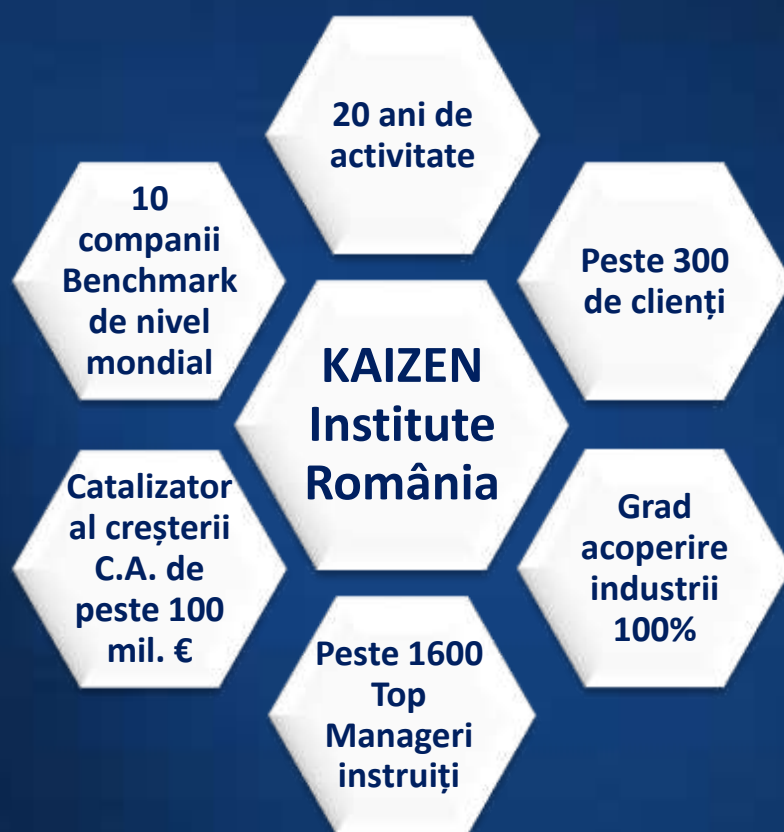 20 ani de
activitate
10
companii
Benchmark
de nivel
mondial
Peste 300
de clienți
KAIZEN
Institute
România
Catalizator
al creșterii
C.A. de
peste 100
mil. €
Grad
acoperire
industrii
100%
Peste 1600
Top
Manageri
instruiți